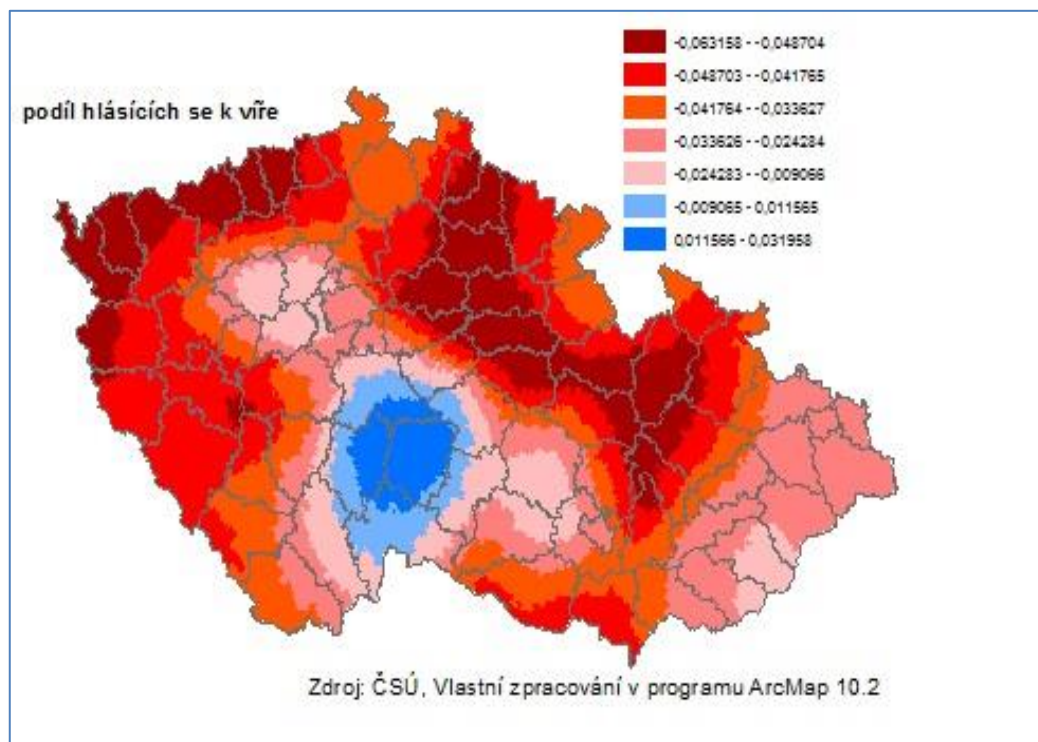 -0,063158 - -0,048704
-0,048703 - -0,041765
podíl hlásících se k víře
-0,041764 - -0,033627
-0,033626 - -0,024284
-0,024283 - -0,009066
-0,009065 - 0,011565
0,011566 - 0,031958
Zdroj: ČSÚ, Vlastní zpracování v programu ArcMap 10.2